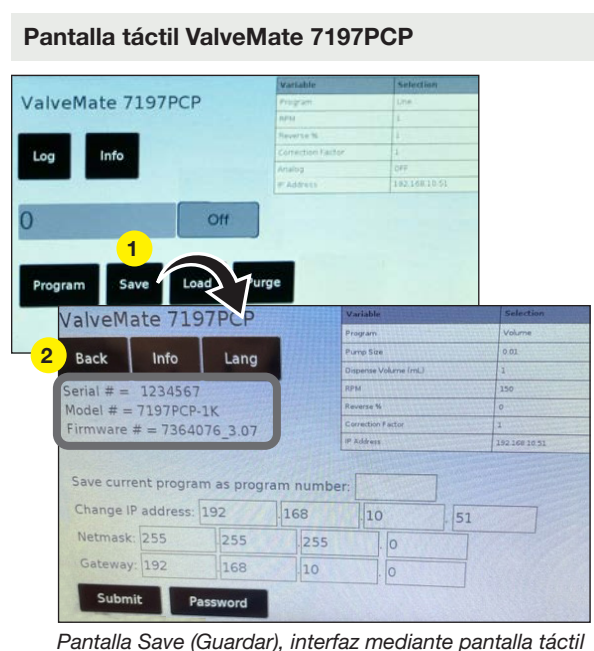 Pantalla táctil ValveMate 7197PCP
ValveMate 7197PCP
Variable Selection
Program Line
RPM 1
Reverse % 1
Correction Factor 1
Analog OFF
IP Address 192.168.10.51
Log Info
0 Off
1
Program Save Load Purge
ValveMate 7197PCP
Variable Selection
Program Volume
Pump Size 0.01
Dispense Volume (mL) 1
RPM 150
Reverse % 0
Correction Factor 1
IP Address 192.168.10.51
2
Back Info Lang
Serial # = 1234567
Model # = 7197PCP-1K
Firmware # = 7364076_3.07
Save current program as program number:
Change IP address: 192 .168 .10 . 51
Netmask: 255 .255 .255 . 0
Gateway: 192 .168 .10 .0
Submit Password
Pantalla Save (Guardar), interfaz mediante pantalla táctil